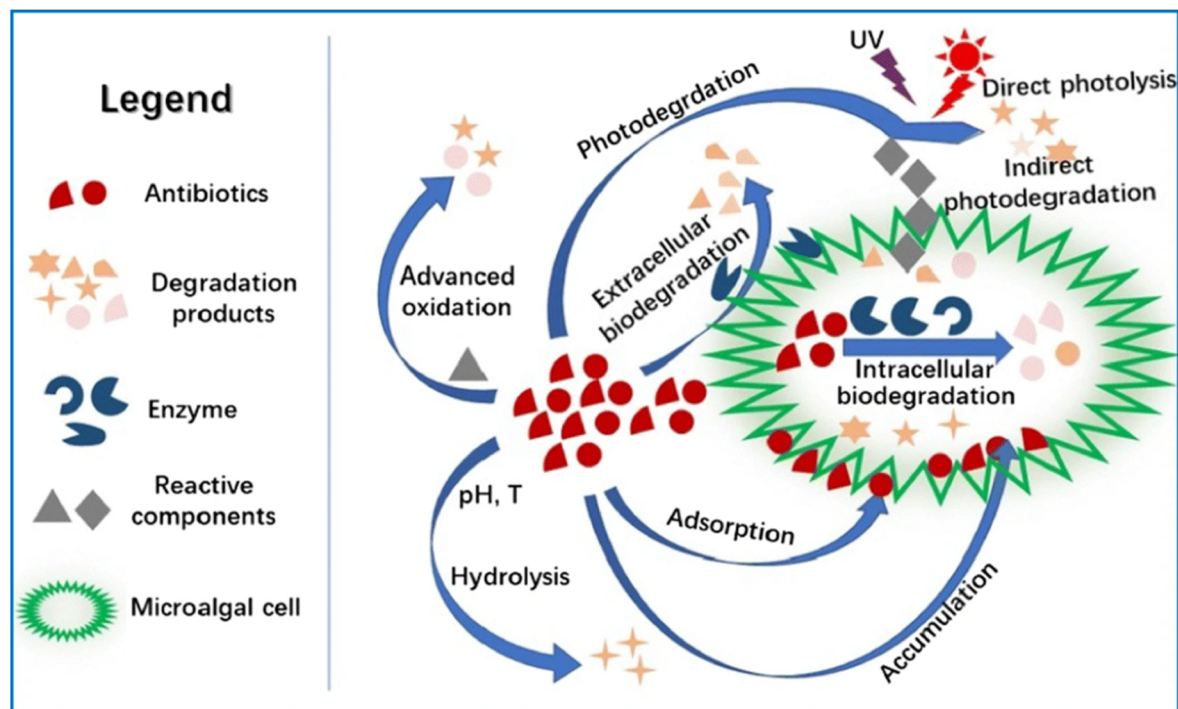 Legend
Antibiotics
Degradation
products
Enzyme
Reactive
components
Microalgal cell
UV
Direct photolysis
Photodegrdation
Indirect
photodegradation
Extracellular
biodegradation
Advanced
oxidation
Intracellular
biodegradation
pH, T
Adsorption
Hydrolysis
Accumulation